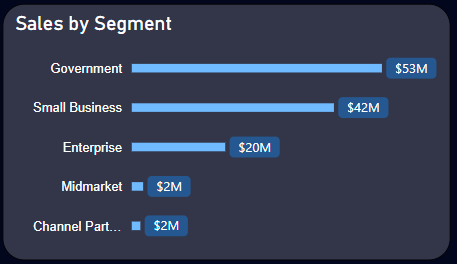 Sales by Segment
Government $53M
Small Business $42M
Enterprise $20M
Midmarket $2M
Channel Part... $2M